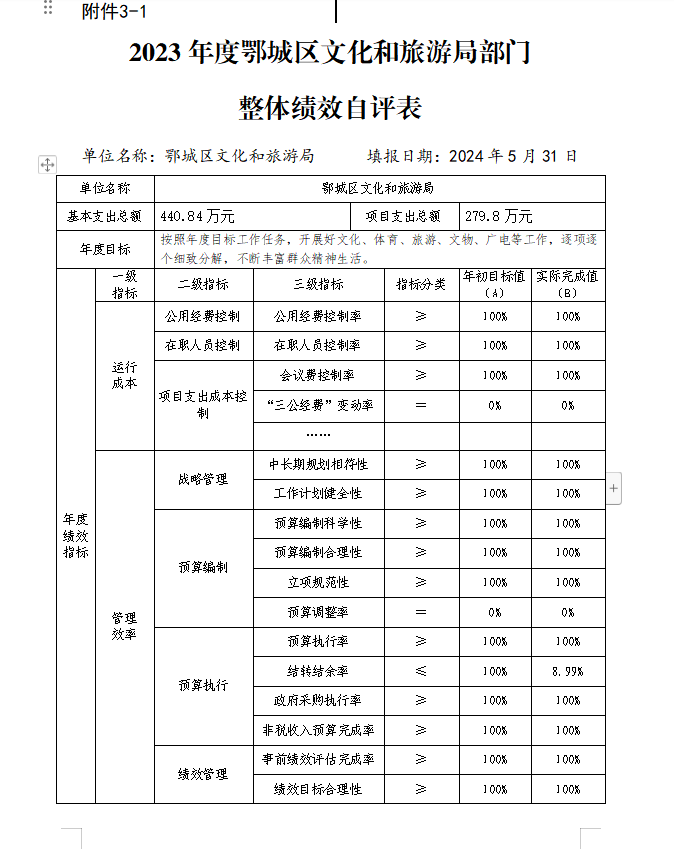 附件3-1
2023 年度鄂城区文化和旅游局部门
整体绩效自评表
单位名称：鄂城区文化和旅游局 填报日期：2024 年 5 月 31 日
单位名称 鄂城区文化和旅游局
基本支出总额 440.84 万元 项目支出总额 279.8 万元
年度目标 按照年度目标工作任务，开展好文化、体育、旅游、文物、广电等工作，逐项逐
个细致分解，不断丰富群众精神生活。
年度
绩效
指标
一级
指标
二级指标 三级指标 指标分类 年初目标值
（A） 实际完成值
（B）
运行
成本
公用经费控制 公用经费控制率 ≥ 100% 100%
在职人员控制 在职人员控制率 ≥ 100% 100%
项目支出成本控
制
会议费控制率 ≥ 100% 100%
“三公经费”变动率 = 0% 0%
……
管理
效率
战略管理
中长期规划相符性 ≥ 100% 100%
工作计划健全性 ≥ 100% 100%
预算编制
预算编制科学性 ≥ 100% 100%
预算编制合理性 ≥ 100% 100%
立项规范性 ≥ 100% 100%
预算调整率 = 0% 0%
预算执行
预算执行率 ≥ 100% 100%
结转结余率 ≤ 100% 8.99%
政府采购执行率 ≥ 100% 100%
非税收入预算完成率 ≥ 100% 100%
绩效管理
事前绩效评估完成率 ≥ 100% 100%
绩效目标合理性 ≥ 100% 100%